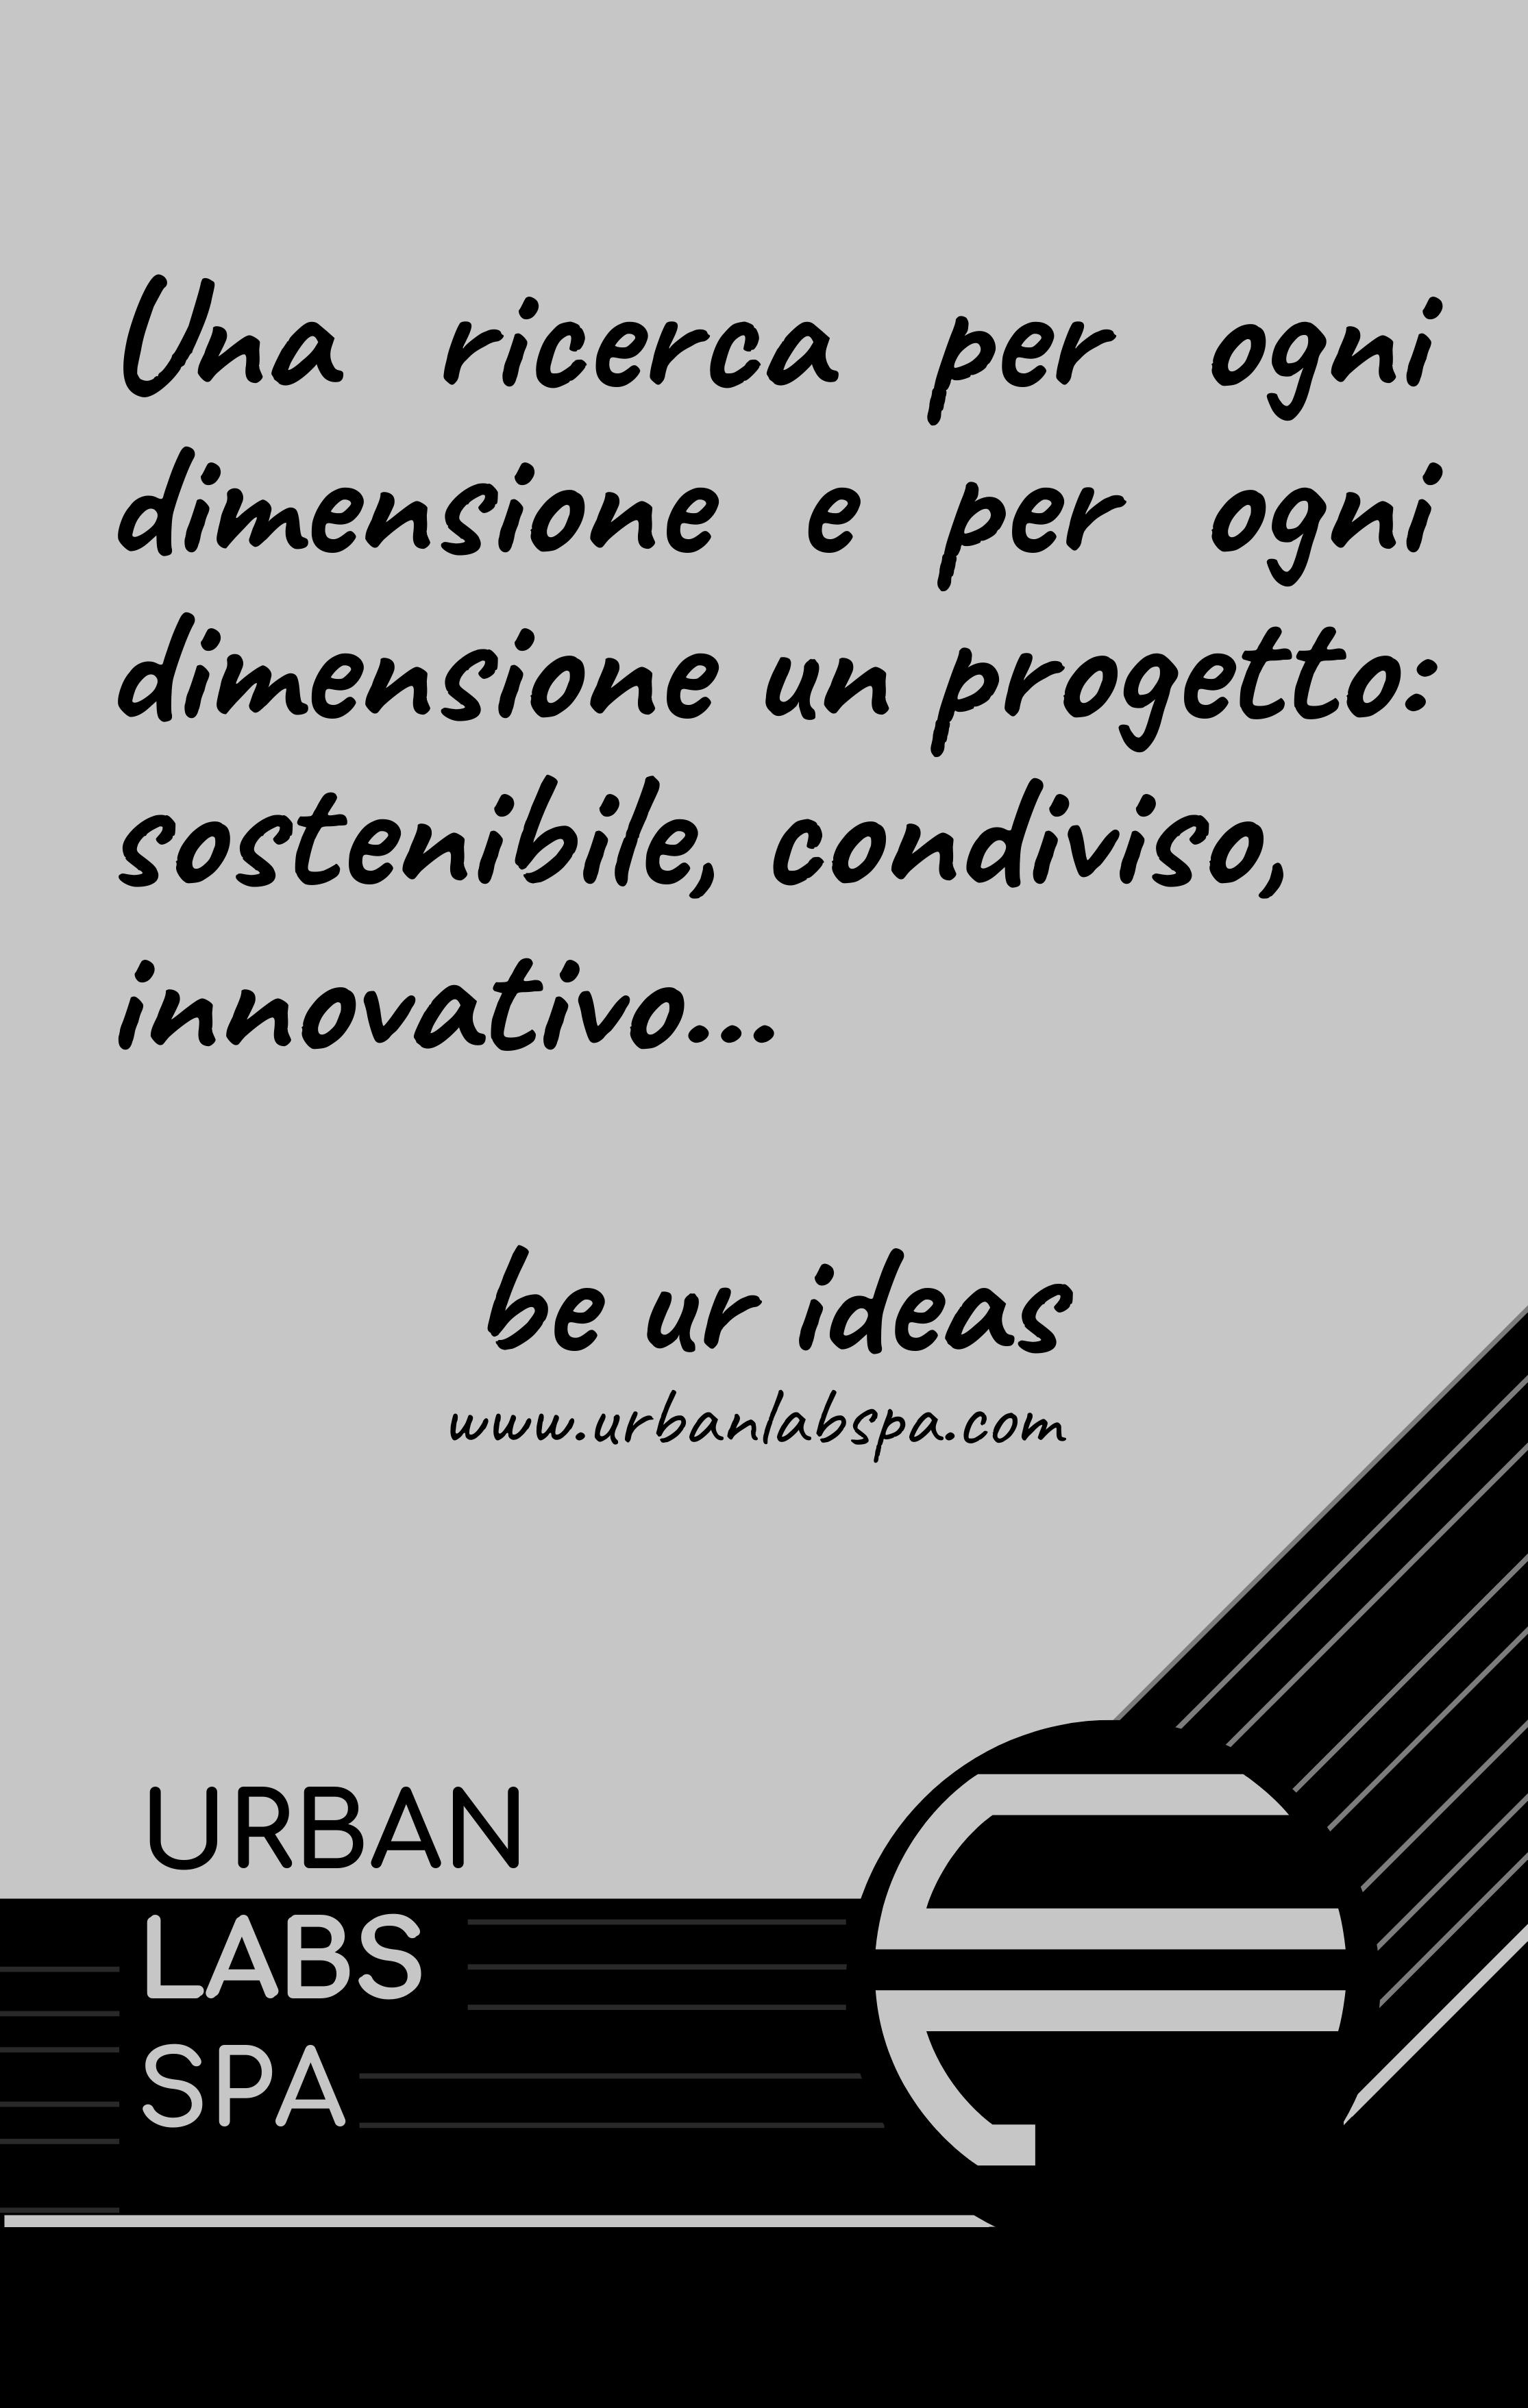 Una ricerca per ogni
dimensione e per ogni
dimensione un progetto:
sostenibile, condiviso,
innovativo...
be ur ideas
www.urbanlabspa.com
URBAN
LABS
SPA